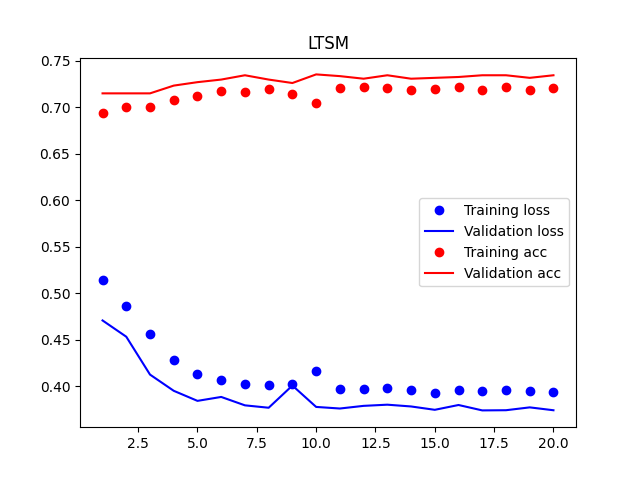 LTSM
0.75
0.70
0.65
0.60
0.55
0.50
0.45
0.40
Training loss
Validation loss
Training acc
Validation acc
2.5 5.0 7.5 10.0 12.5 15.0 17.5 20.0